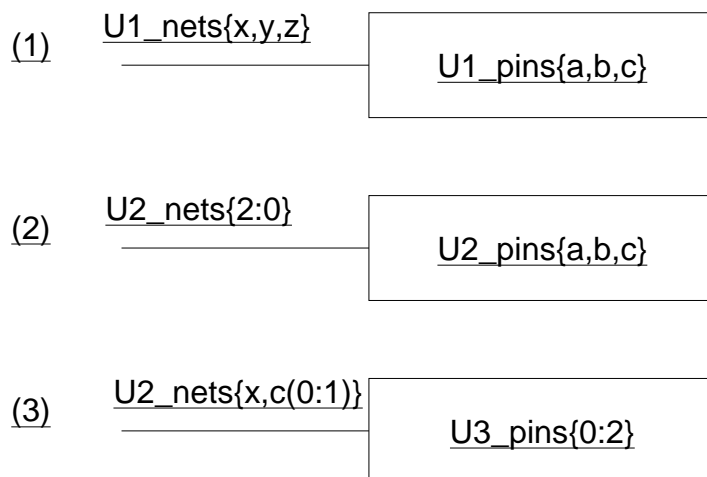 (1)
U1_nets{x,y,z}
U1_pins{a,b,c}
(2)
U2_nets{2:0}
U2_pins{a,b,c}
(3)
U2_nets{x,c(0:1)}
U3_pins{0:2}